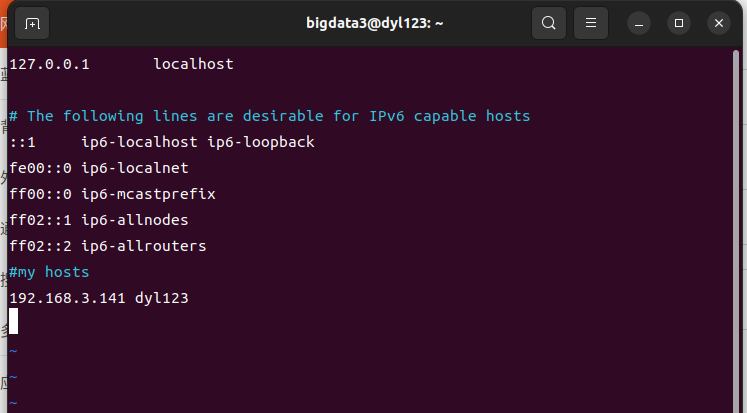 bigdata3@dyl123: ~
127.0.0.1 localhost
# The following lines are desirable for IPv6 capable hosts
::1 ip6-localhost ip6-loopback
fe00::0 ip6-localnet
ff00::0 ip6-mcastprefix
ff02::1 ip6-allnodes
ff02::2 ip6-allrouters
#my hosts
192.168.3.141 dyl123
~
~
~